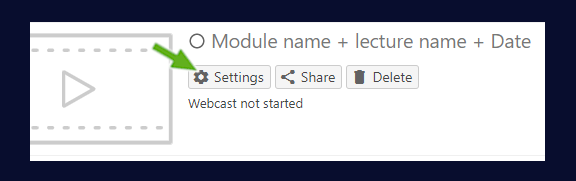 Module name + lecture name + Date
Settings Share Delete
Webcast not started